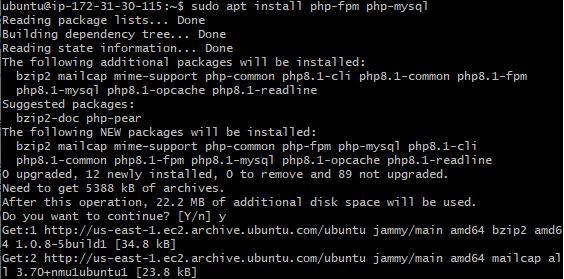 ubuntu@ip-172-31-30-115:~$ sudo apt install php-fpm php-mysql
Reading package lists... Done
Building dependency tree... Done
Reading state information... Done
The following additional packages will be installed:
  bzip2 mailcap mime-support php-common php8.1-cli php8.1-common php8.1-fpm
  php8.1-mysql php8.1-opcache php8.1-readline
Suggested packages:
  bzip2-doc php-pear
The following NEW packages will be installed:
  bzip2 mailcap mime-support php-common php-fpm php-mysql php8.1-cli
  php8.1-common php8.1-fpm php8.1-mysql php8.1-opcache php8.1-readline
0 upgraded, 12 newly installed, 0 to remove and 89 not upgraded.
Need to get 5388 kB of archives.
After this operation, 22.2 MB of additional disk space will be used.
Do you want to continue? [Y/n] y
Get:1 http://us-east-1.ec2.archive.ubuntu.com/ubuntu jammy/main amd64 bzip2 amd6
4 1.0.8-5build1 [34.8 kB]
Get:2 http://us-east-1.ec2.archive.ubuntu.com/ubuntu jammy/main amd64 mailcap al
l 3.70+nmu1ubuntu1 [23.8 kB]